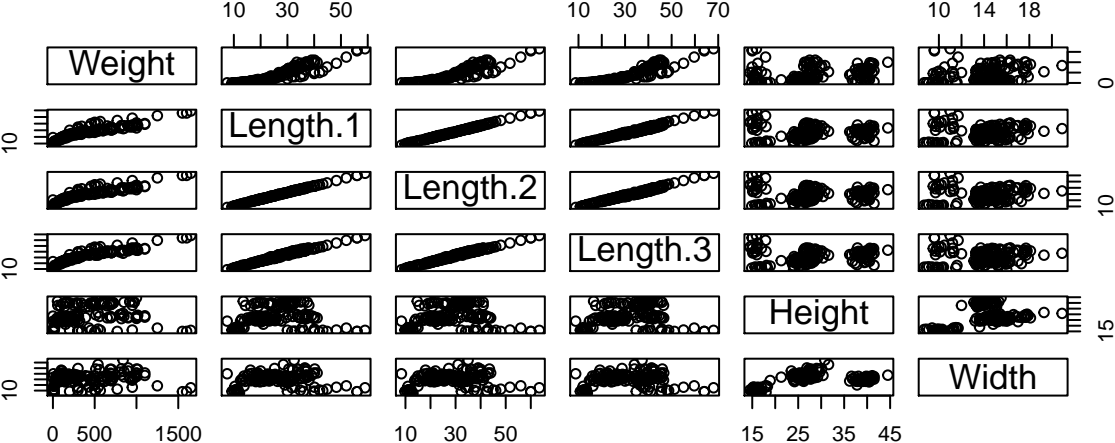 10 30 50 10 30 50 70 10 14 18
Weight 0
10 Length.1
Length.2 10
10 Length.3
Height 15
10 Width
0 500 1500 10 30 50 15 25 35 45